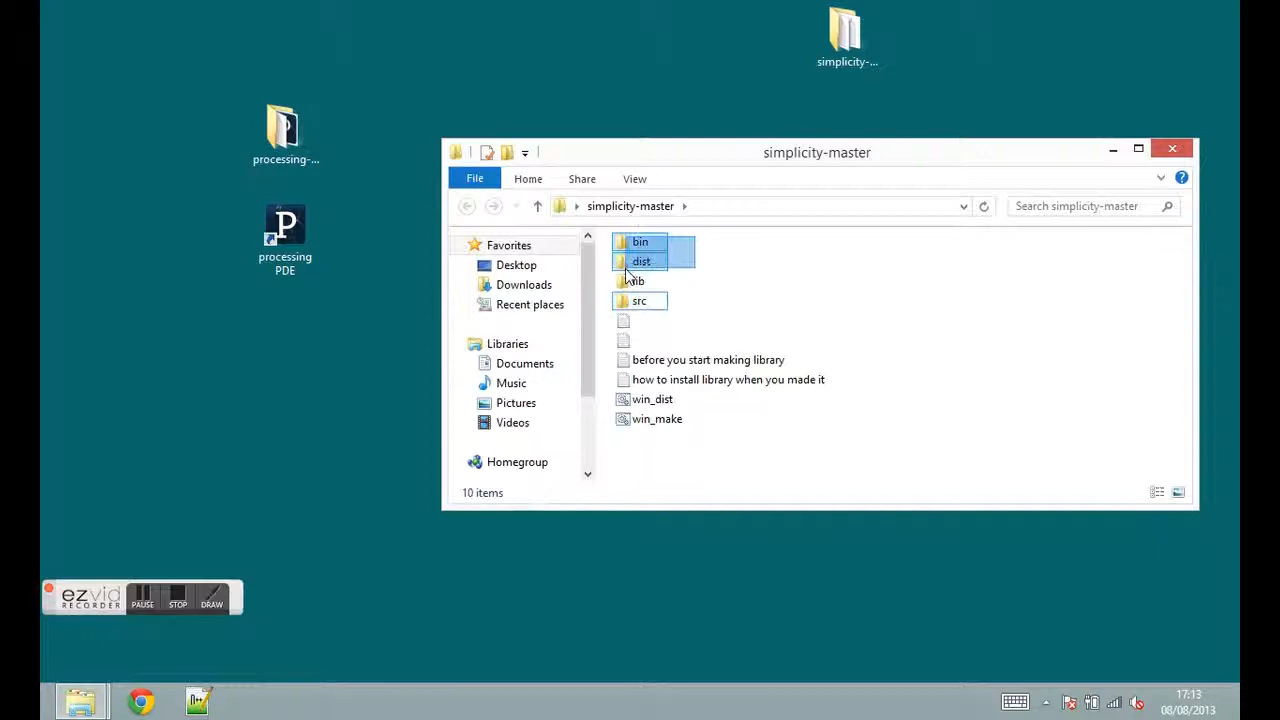 simplicity-...
processing-...
P
processing
PDE
simplicity-master
File
Home
Share
View
simplicity-master
Search simplicity-master
Favorites
Desktop
Downloads
Recent places
Libraries
Documents
Music
Pictures
Videos
Homegroup
bin
dist
lib
src
before you start making library
how to install library when you made it
win_dist
win_make
10 items
ezvid
RECORDER
PAUSE
STOP
DRAW
17:13
08/08/2013